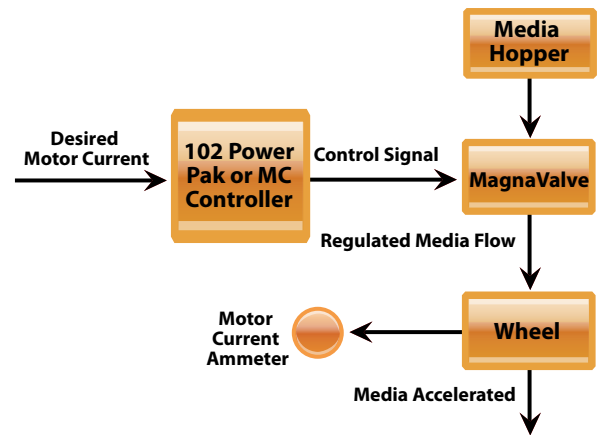 Media
Hopper
Desired
Motor Current
102 Power
Pak or MC
Controller
Control Signal
MagnaValve
Regulated Media Flow
Motor
Current
Ammeter
Wheel
Media Accelerated